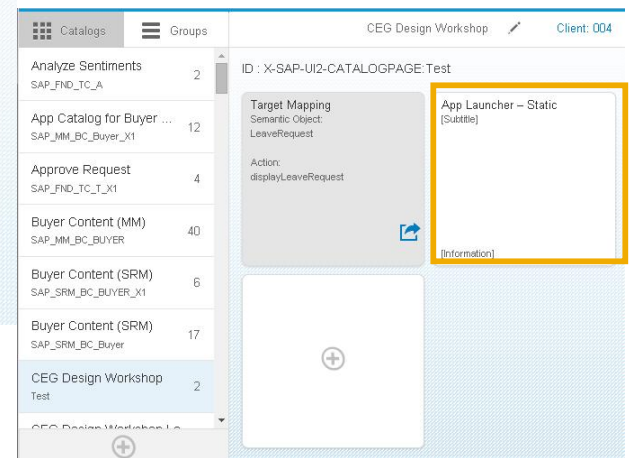 Catalogs
Groups
CEG Design Workshop
Client: 004
Analyze Sentiments
2
SAP_FND_TC_A
App Catalog for Buyer ...
12
SAP_MM_BC_Buyer_X1
Approve Request
4
SAP_FND_TC_T_X1
Buyer Content (MM)
40
SAP_MM_BC_BUYER
Buyer Content (SRM)
6
SAP_SRM_BC_BUYER_X1
Buyer Content (SRM)
17
SAP_SRM_BC_Buyer
CEG Design Workshop
2
Test
CEG Design Workshop
ID : X-SAP-UI2-CATALOGPAGE:Test
Target Mapping
Semantic Object:
LeaveRequest
Action:
displayLeaveRequest
App Launcher – Static
[Subtitle]
[Information]